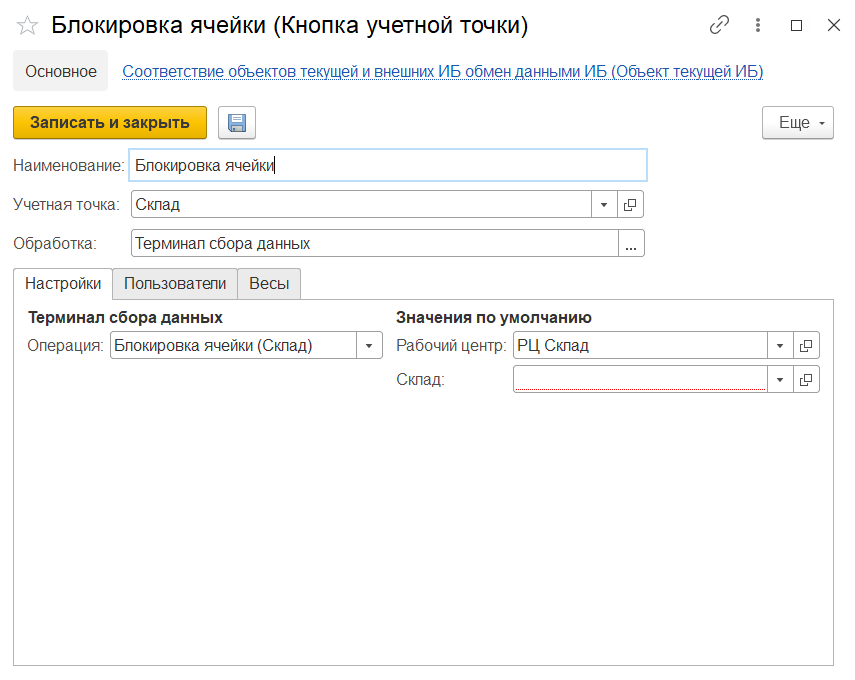 Блокировка ячейки (Кнопка учетной точки)
Основное Соответствие объектов текущей и внешних ИБ обмен данными ИБ (Объект текущей ИБ)
Записать и закрыть Еще
Наименование: Блокировка ячейки
Учетная точка: Склад
Обработка: Терминал сбора данных ...
Настройки Пользователи Весы
Терминал сбора данных Значения по умолчанию
Операция: Блокировка ячейки (Склад) Рабочий центр: РЦ Склад
Склад: